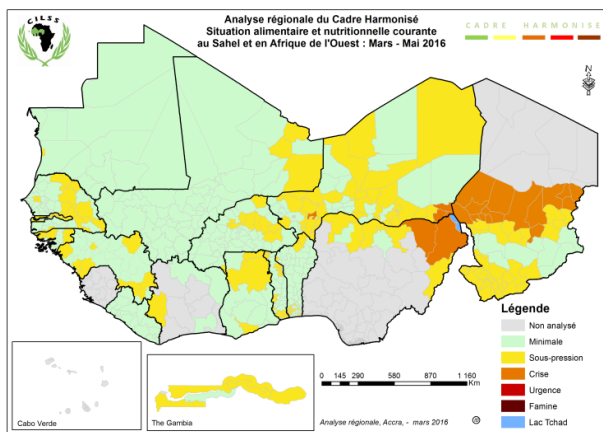 CILSS
Analyse régionale du Cadre Harmonisé
Situation alimentaire et nutritionnelle courante
au Sahel et en Afrique de l'Ouest : Mars - Mai 2016
CADRE HARMONISE
N
Légende
Non analysé
Minimale
Sous-pression
Crise
Urgence
Famine
Lac Tchad
0 145 290 580 870 1 160
Km
Cabo Verde
The Gambia
Analyse régionale, Accra, - mars 2016